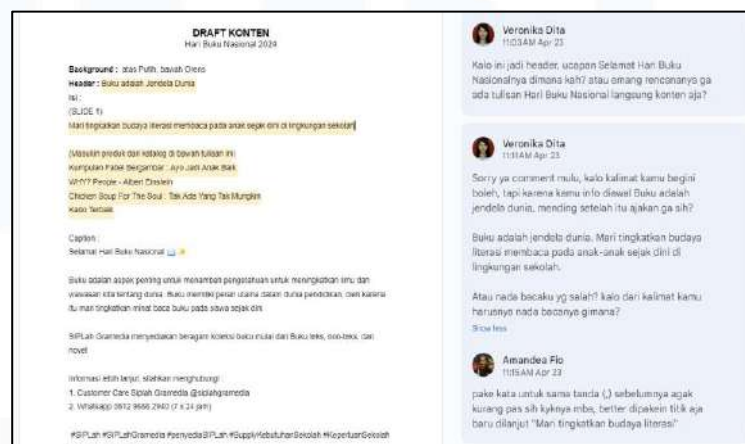 DRAFT KONTEN
Hari Buku Nasional 2024
Background : atas Putih, bawah Orens
Header : Buku adalah Jendela Dunia
Isi :
(SLIDE 1)
Mari tingkatkan budaya literasi membaca pada anak sejak dini di lingkungan sekolah
(Masukin produk dari katalog di bawah tulisan ini)
Kumpulan Fabel Bergambar : Ayo Jadi Anak Baik
WHY? People - Albert Einstein
Chicken Soup For The Soul : Tak Ada Yang Tak Mungkin
Kado Terbaik
Caption :
Selamat Hari Buku Nasional
Buku adalah aspek penting untuk menambah pengetahuan untuk meningkatkan ilmu dan
wawasan kita tentang dunia. Buku memiliki peran utama dalam dunia pendidikan, oleh karena
itu mari tingkatkan minat baca buku pada siswa sejak dini.
SIPLah Gramedia menyediakan beragam koleksi buku mulai dari Buku teks, non-teks, dan
novel!
Informasi lebih lanjut, silahkan menghubungi :
1. Customer Care Siplah Gramedia @siplahgramedia
2. Whatsapp (7 x 24 jam)
#SIPLah #SIPLahGramedia #penyediaSIPLah #SupplyKebutuhanSekolah #KeperluanSekolah
Veronika Dita
11:03 AM Apr 23
Kalo ini jadi header, ucapan Selamat Hari Buku
Nasionalnya dimana kah? atau emang rencananya ga
ada tulisan Hari Buku Nasional langsung konten aja?
Veronika Dita
11:11 AM Apr 23
Sorry ya comment mulu, kalo kalimat kamu begini
boleh, tapi karena kamu info diawal Buku adalah
jendela dunia, mending setelah itu ajakan ga sih?
Buku adalah jendela dunia. Mari tingkatkan budaya
literasi membaca pada anak-anak sejak dini di
lingkungan sekolah.
Atau nada bacaku yg salah? kalo dari kalimat kamu
harusnya nada bacanya gimana?
Show less
Amandea Fio
11:15 AM Apr 23
pake kata untuk sama tanda (,) sebelumnya agak
kurang pas sih kyknya mba, better dipakein titik aja
baru dilanjut "Mari tingkatkan budaya literasi"